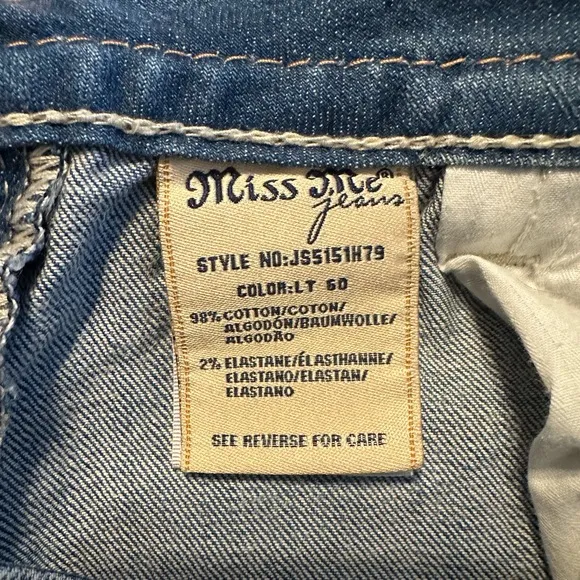 Miss Me®
jeans
STYLE NO:JS5151H79
COLOR:LT 60
98% COTTON/COTON/
ALGODÓN/BAUMWOLLE/
ALGODÃO
2% ELASTANE/ÉLASTHANNE/
ELASTANO/ELASTAN/
ELASTANO
SEE REVERSE FOR CARE